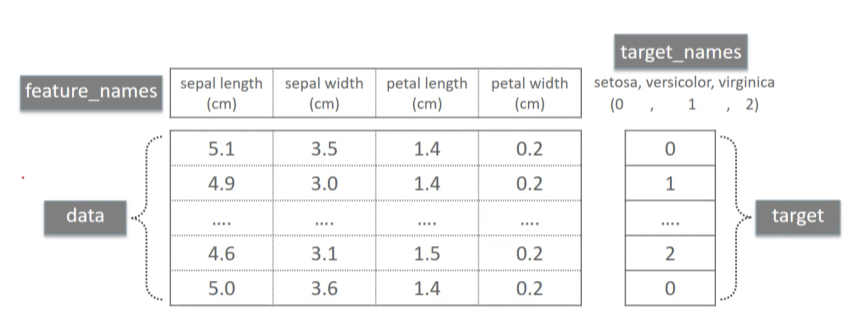 target_names
feature_names
sepal length (cm) sepal width (cm) petal length (cm) petal width (cm)
setosa, versicolor, virginica
(0 , 1 , 2)
5.1 3.5 1.4 0.2 0
4.9 3.0 1.4 0.2 1
data
.... .... .... .... ....
target
4.6 3.1 1.5 0.2 2
5.0 3.6 1.4 0.2 0